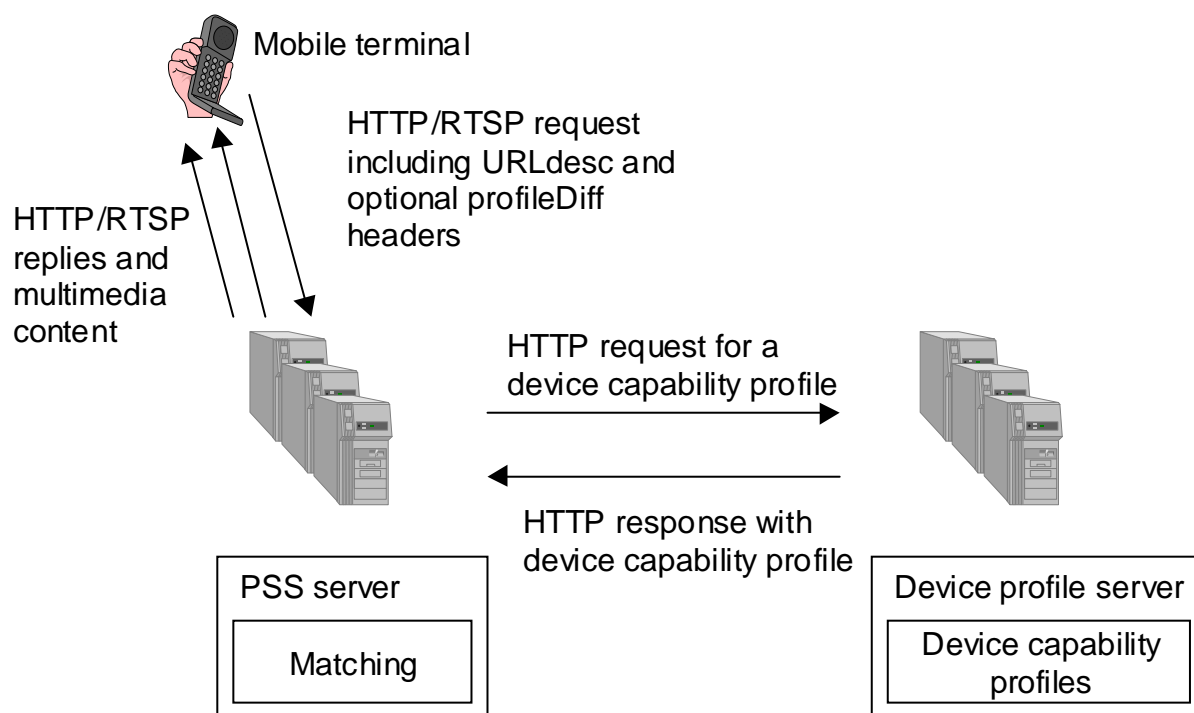 Mobile terminal
HTTP/RTSP request
including URLdesc and
optional profileDiff
headers
HTTP/RTSP
replies and
multimedia
content
HTTP request for a
device capability profile
HTTP response with
device capability profile
PSS server
Matching
Device profile server
Device capability
profiles